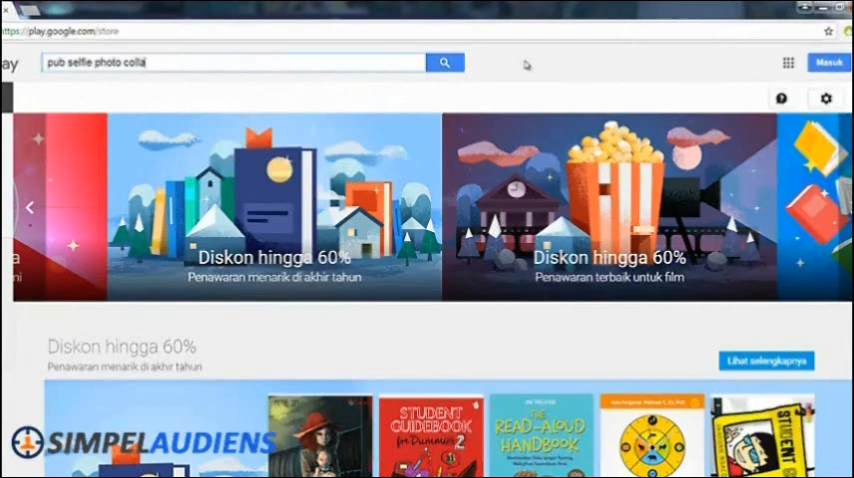 https://play.google.com/store
ay
pub selfie photo colla
Masuk
Diskon hingga 60%
Penawaran menarik di akhir tahun
Diskon hingga 60%
Penawaran terbaik untuk film
Diskon hingga 60%
Penawaran menarik di akhir tahun
Lihat selengkapnya
STUDENT
GUIDEBOOK
for Dummies 2
THE
READ-ALOUD
HANDBOOK
STUDENT
SIMPELAUDIENS